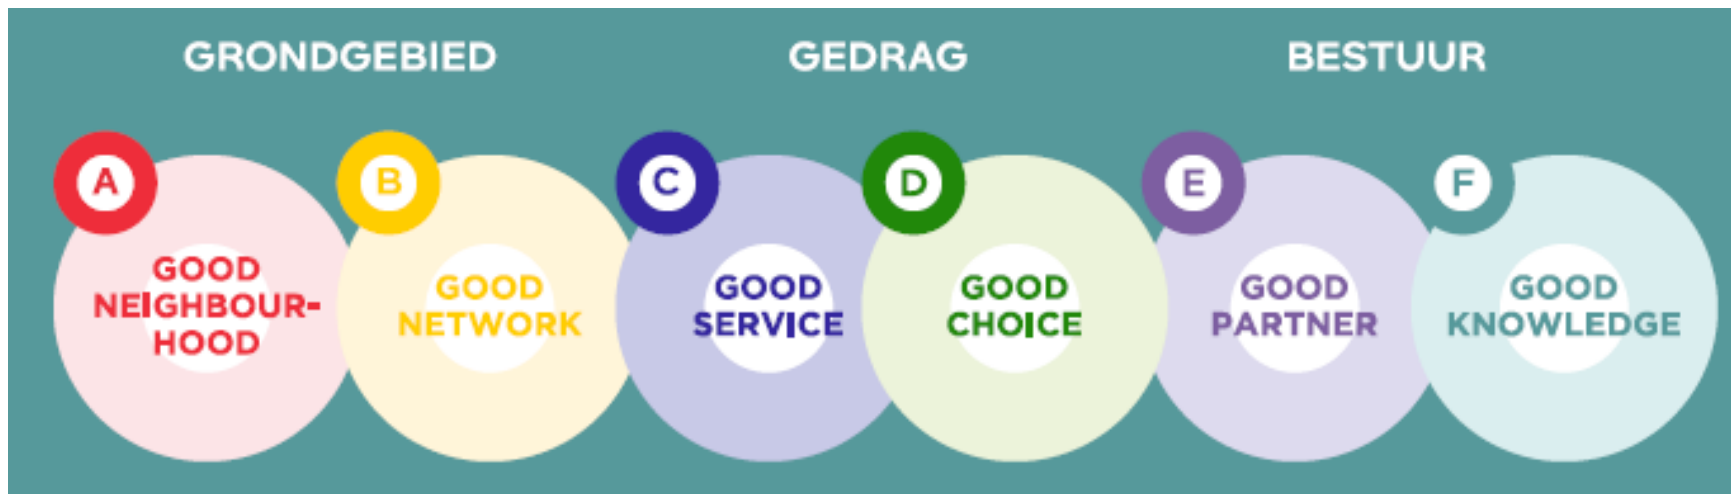 GRONDGEBIED
GEDRAG
BESTUUR
A
GOOD
NEIGHBOUR-
HOOD
B
GOOD
NETWORK
C
GOOD
SERVICE
D
GOOD
CHOICE
E
GOOD
PARTNER
F
GOOD
KNOWLEDGE